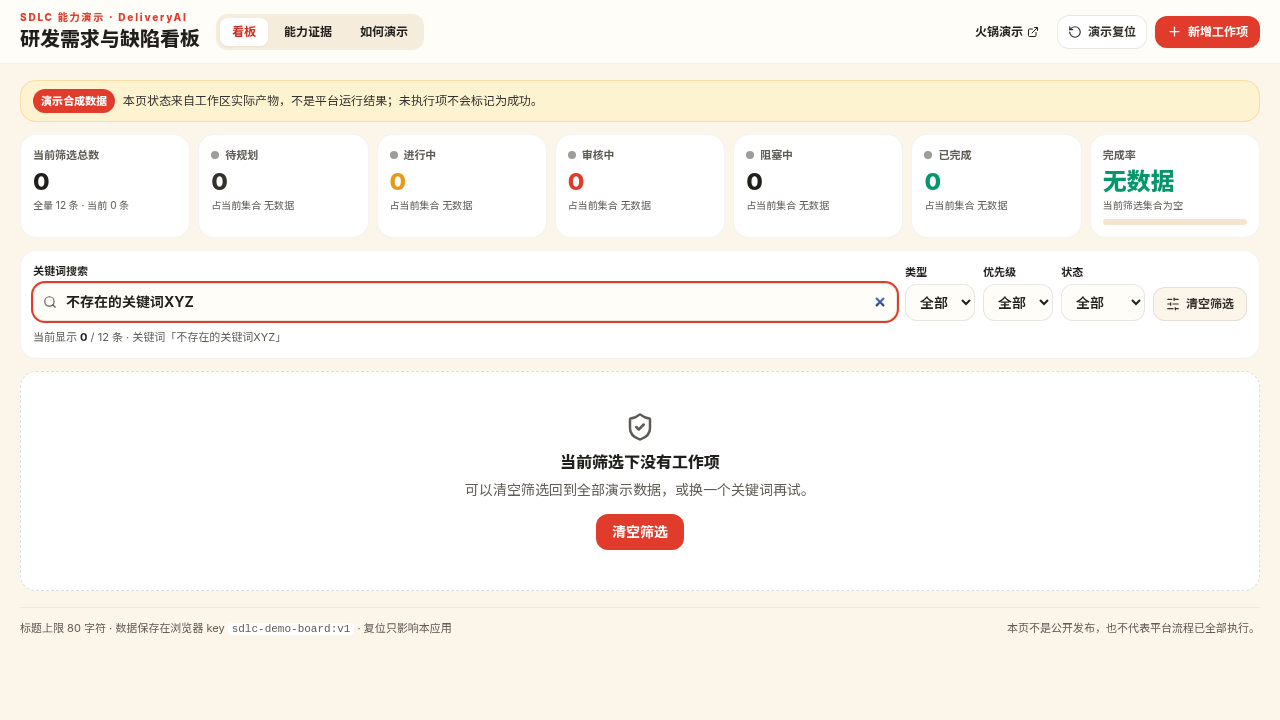 SDLC 能力演示 · DeliveryAI
研发需求与缺陷看板
看板 能力证据 如何演示
火锅演示 演示复位 新增工作项
演示合成数据 本页状态来自工作区实际产物，不是平台运行结果；未执行项不会标记为成功。
当前筛选总数
0
全量 12 条 · 当前 0 条
待规划
0
占当前集合 无数据
进行中
0
占当前集合 无数据
审核中
0
占当前集合 无数据
阻塞中
0
占当前集合 无数据
已完成
0
占当前集合 无数据
完成率
无数据
当前筛选集合为空
关键词搜索
不存在的关键词XYZ
类型
全部
优先级
全部
状态
全部
清空筛选
当前显示 0 / 12 条 · 关键词「不存在的关键词XYZ」
当前筛选下没有工作项
可以清空筛选回到全部演示数据，或换一个关键词再试。
清空筛选
标题上限 80 字符 · 数据保存在浏览器 key sdlc-demo-board:v1 · 复位只影响本应用
本页不是公开发布，也不代表平台流程已全部执行。